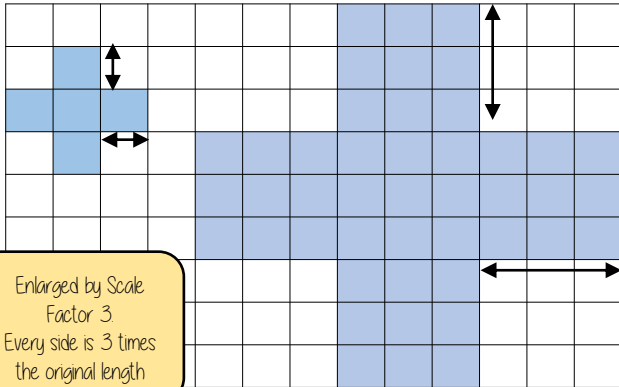 Enlarged by Scale
Factor 3.
Every side is 3 times
the original length